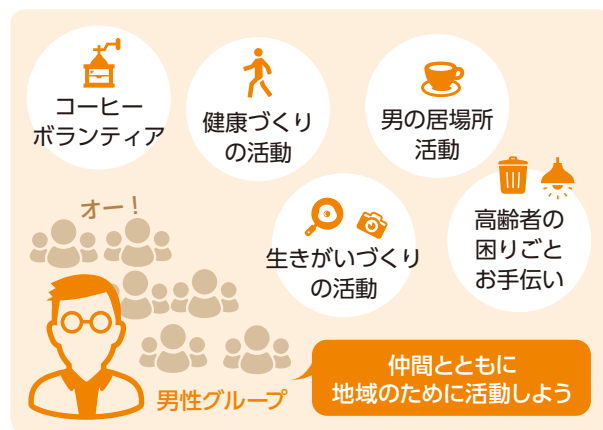 コーヒー
ボランティア
健康づくり
の活動
男の居場所
活動
生きがいづくり
の活動
高齢者の
困りごと
お手伝い
オー！
男性グループ
仲間とともに
地域のために活動しよう